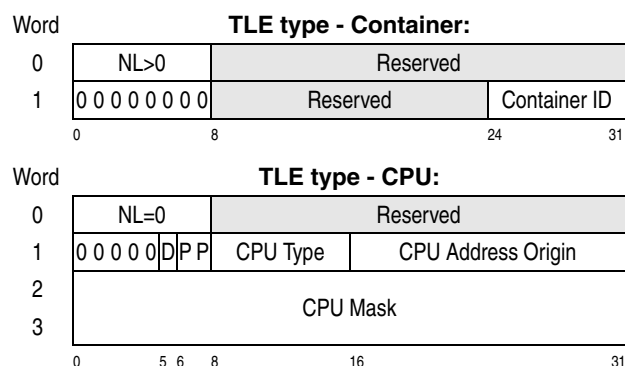 Word TLE type - Container:
0 NL>0 Reserved
1 0 0 0 0 0 0 0 0 Reserved Container ID
0 8 24 31
Word TLE type - CPU:
0 NL=0 Reserved
1 0 0 0 0 0 D P P CPU Type CPU Address Origin
2
CPU Mask
3
0 5 6 8 16 31